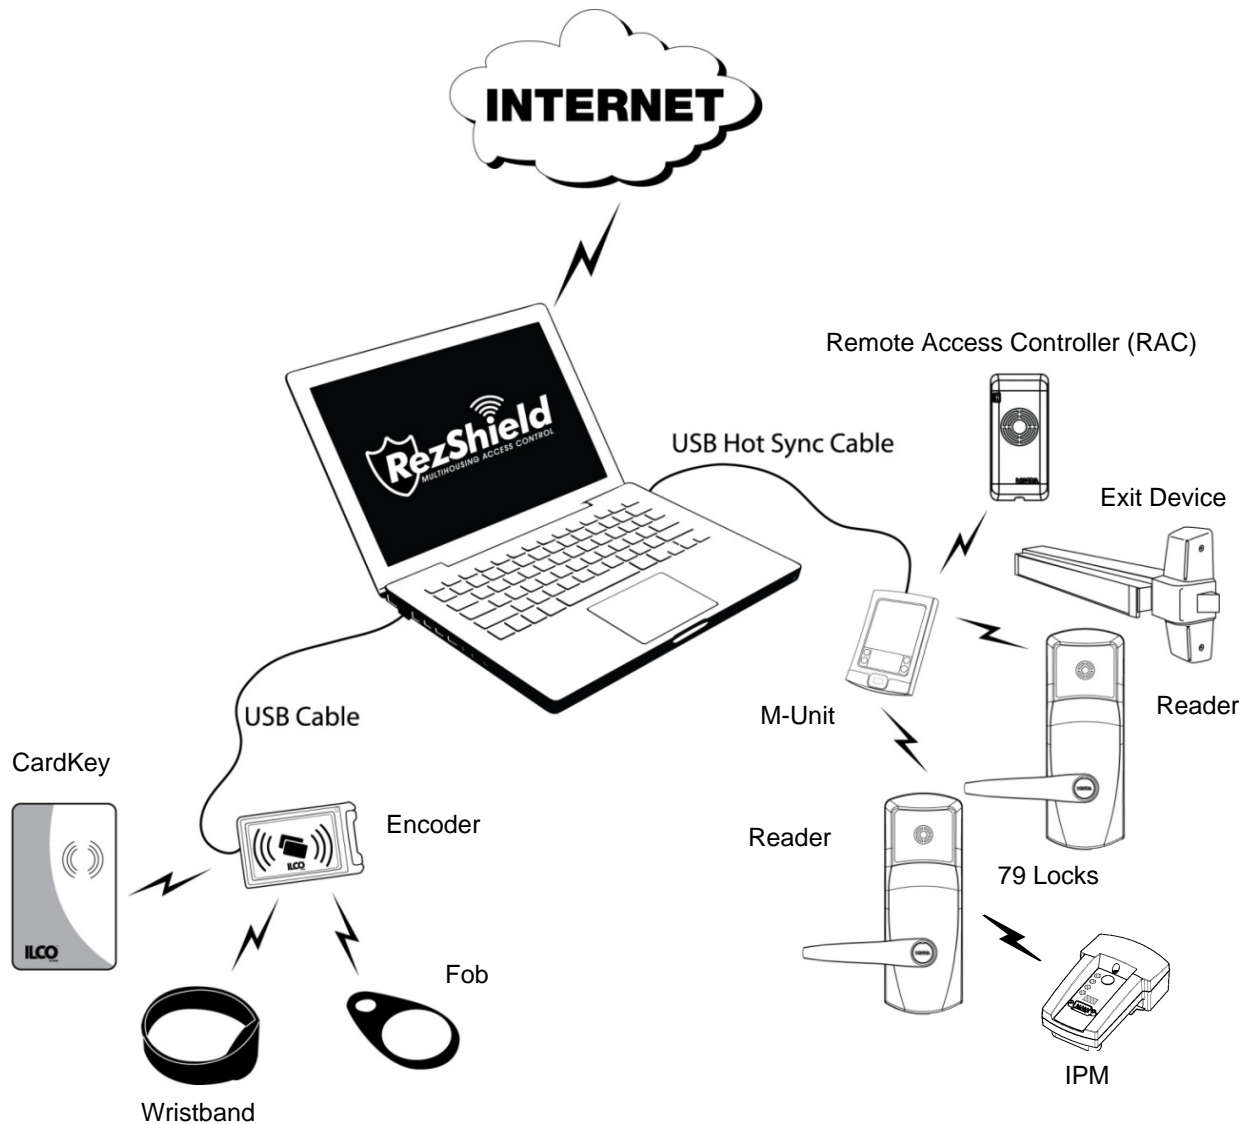 INTERNET
Remote Access Controller (RAC)
RezShield
MULTIHOUSING ACCESS CONTROL
USB Hot Sync Cable
Exit Device
Reader
M-Unit
USB Cable
CardKey
Encoder
Reader
ILCO
79 Locks
ILCO
Fob
IPM
Wristband